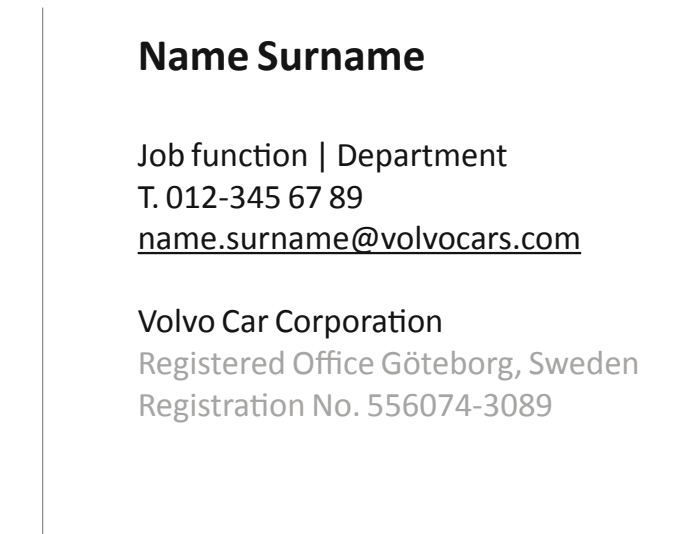 Name Surname
Job function | Department
T. 012-345 67 89
name.surname@volvocars.com
Volvo Car Corporation
Registered Office Göteborg, Sweden
Registration No. 556074-3089